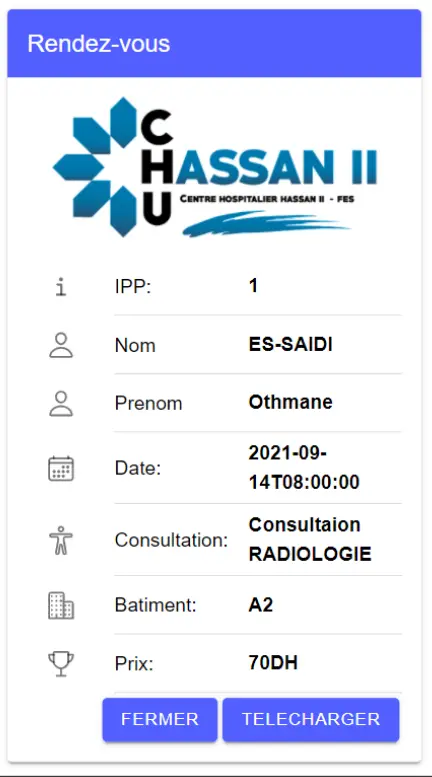 Rendez-vous
CHU
HASSAN II
CENTRE HOSPITALIER HASSAN II - FES
IPP: 1
Nom ES-SAIDI
Prenom Othmane
Date: 2021-09-
14T08:00:00
Consultation: Consultaion
RADIOLOGIE
Batiment: A2
Prix: 70DH
FERMER TELECHARGER